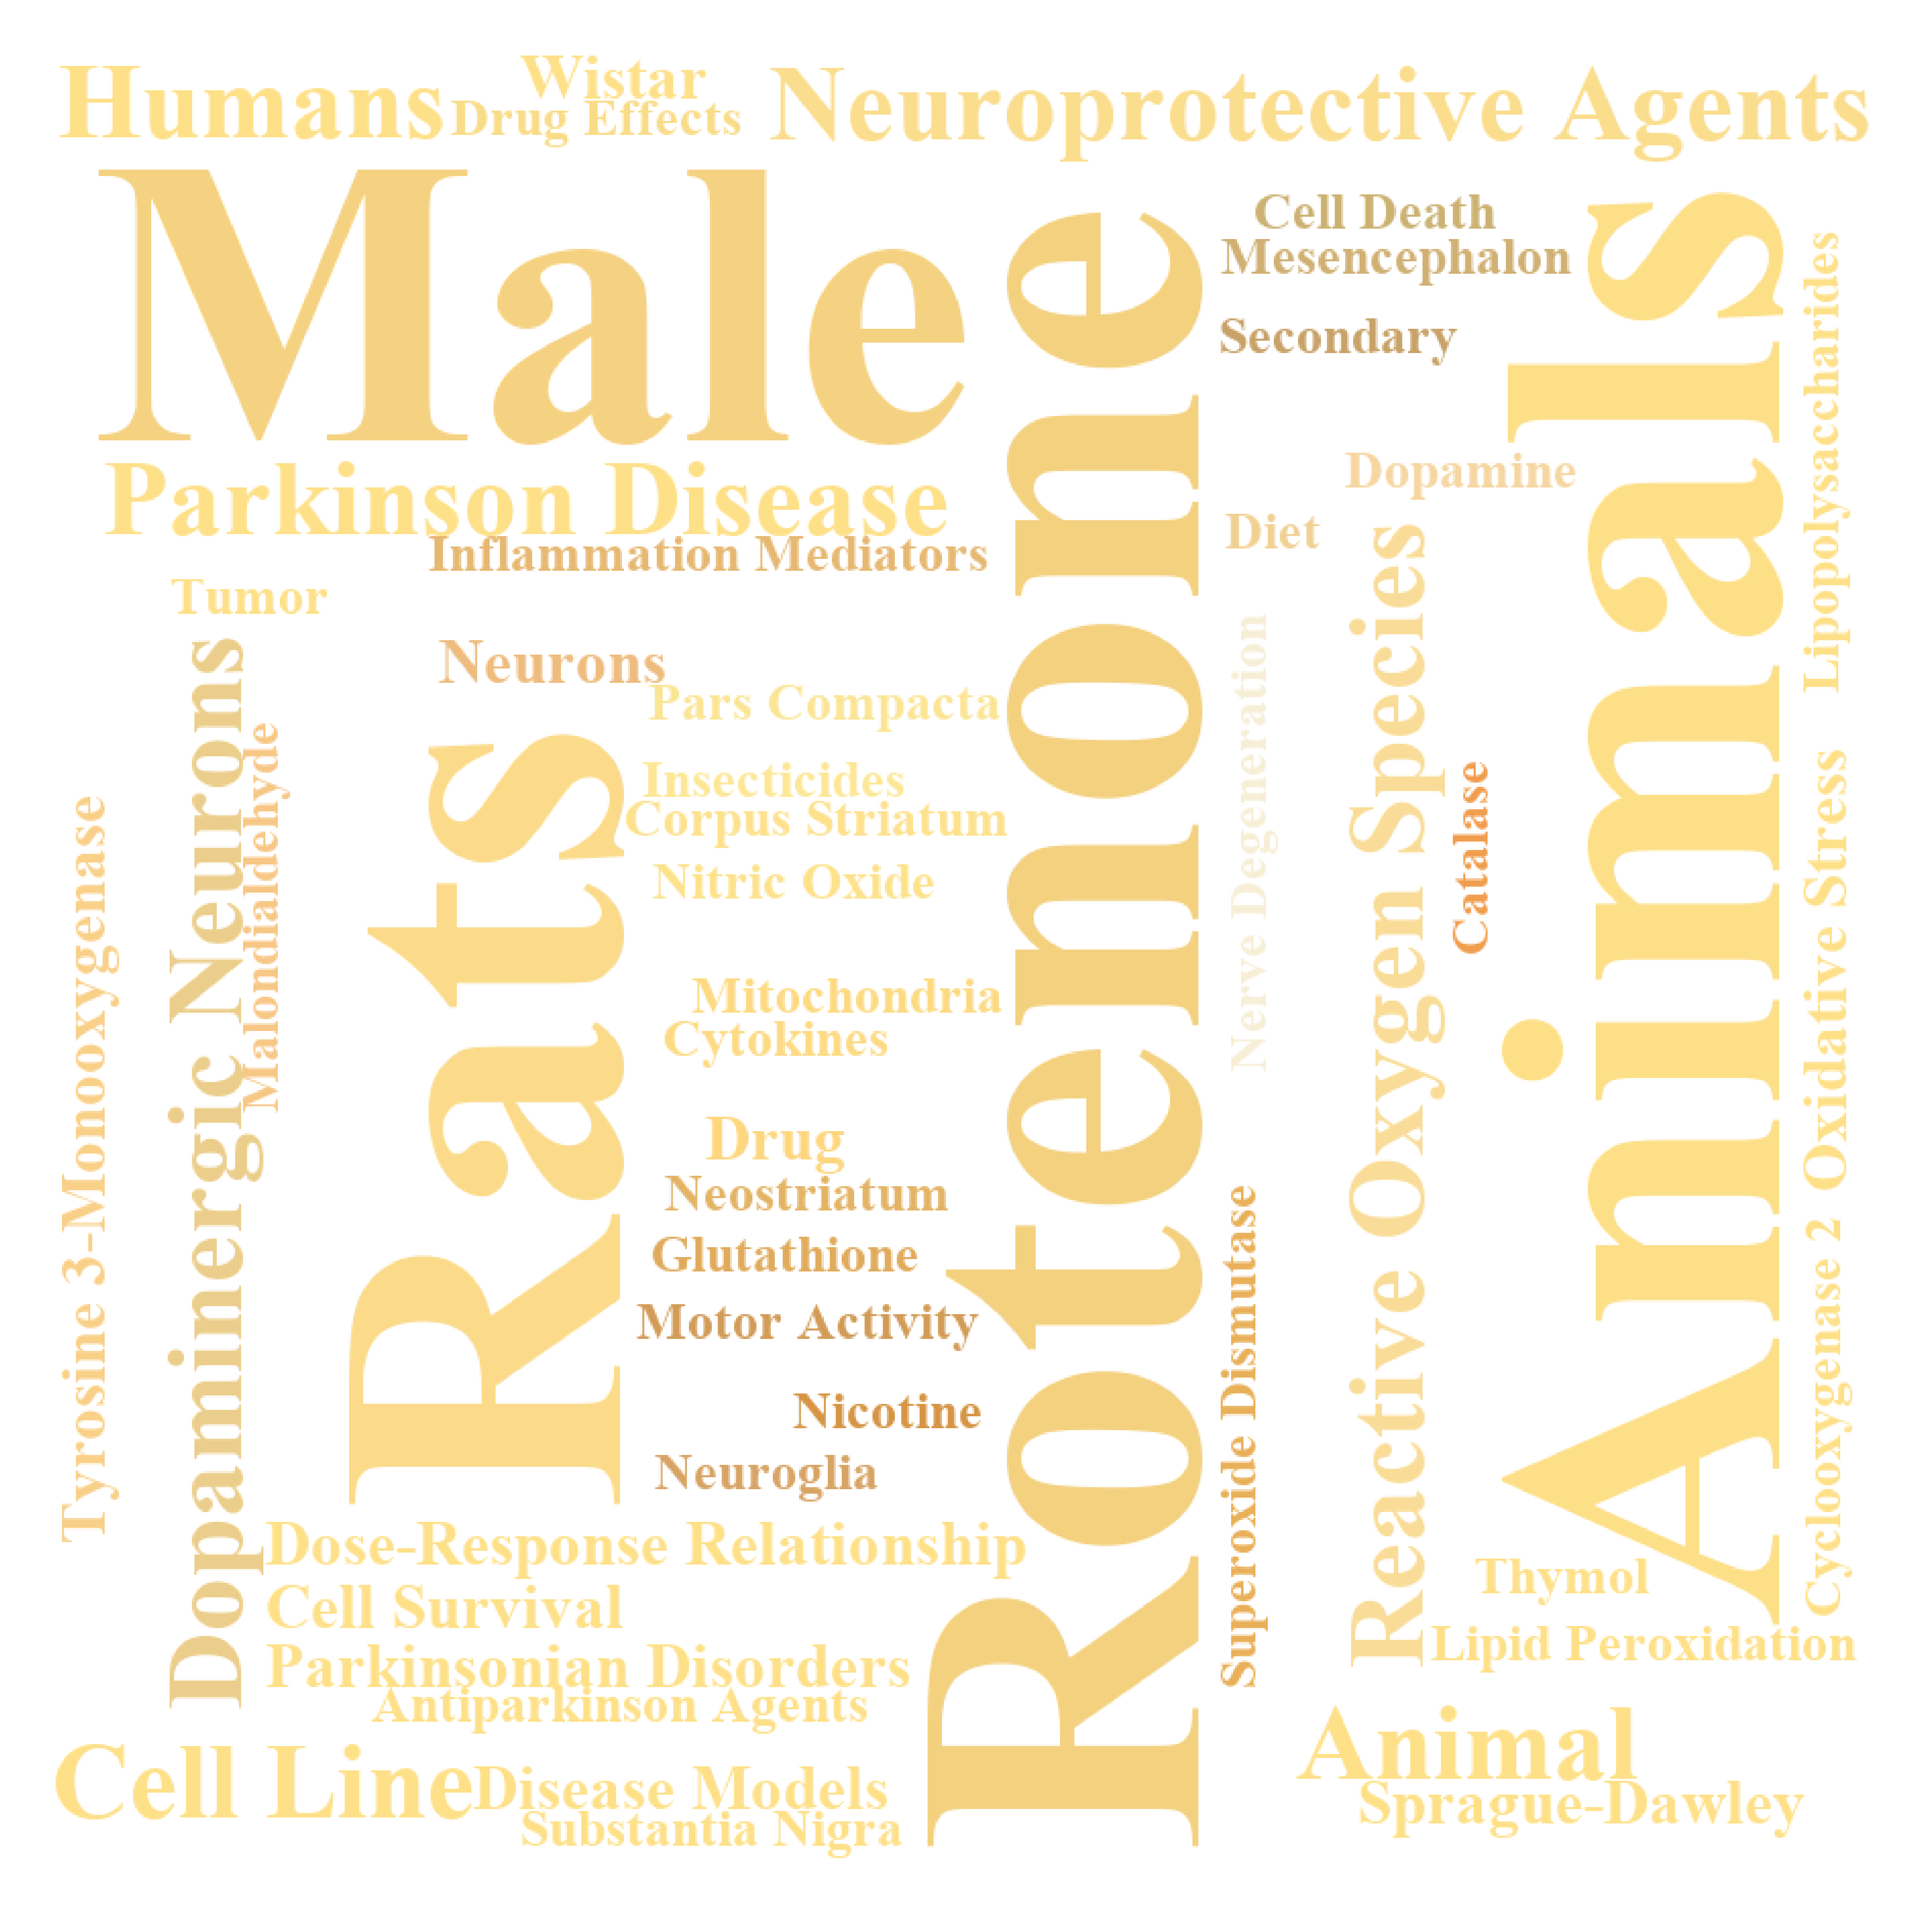 Humans
Wistar
Drug Effects
Neuroprotective Agents
Male
Cell Death
Mesencephalon
Secondary
Parkinson Disease
Inflammation Mediators
Dopamine
Diet
Tumor
Neurons
Pars Compacta
Insecticides
Corpus Striatum
Nitric Oxide
Mitochondria
Cytokines
Drug
Neostriatum
Glutathione
Motor Activity
Nicotine
Neuroglia
Tyrosine 3-Monooxygenase
Dopaminergic Neurons
Malondialdehyde
Rats
Rotenone
Nerve Degeneration
Superoxide Dismutase
Reactive Oxygen Species
Catalase
Animals
Lipopolysaccharides
Oxidative Stress
Cyclooxygenase 2
Dose-Response Relationship
Cell Survival
Parkinsonian Disorders
Antiparkinson Agents
Thymol
Lipid Peroxidation
Cell Line
Disease Models
Substantia Nigra
Animal
Sprague-Dawley